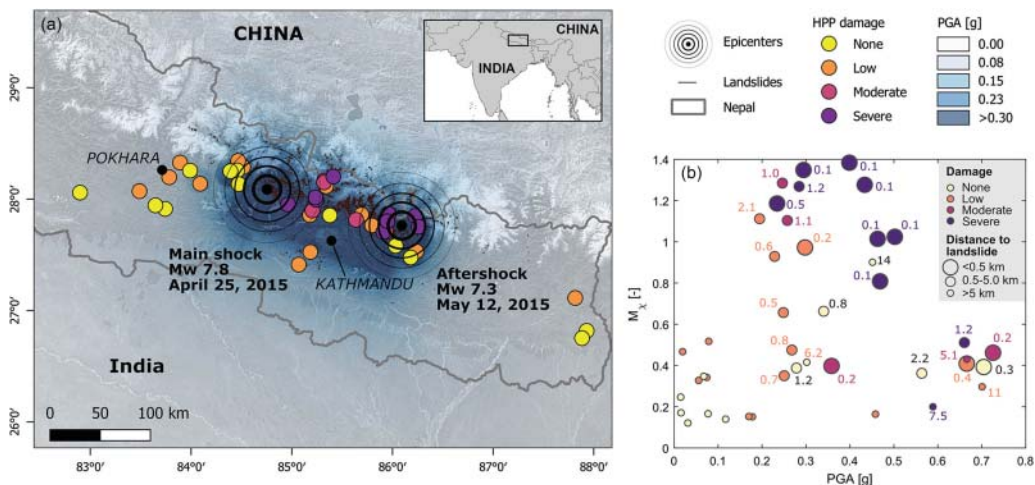 (a)
CHINA
CHINA
INDIA
POKHARA
Main shock
Mw 7.8
April 25, 2015
KATHMANDU
Aftershock
Mw 7.3
May 12, 2015
India
0 50 100 km
29°0′
28°0′
27°0′
26°0′
83°0′ 84°0′ 85°0′ 86°0′ 87°0′ 88°0′
Epicenters
Landslides
Nepal
HPP damage
None
Low
Moderate
Severe
PGA [g]
0.00
0.08
0.15
0.23
>0.30
(b)
Damage
None
Low
Moderate
Severe
Distance to
landslide
<0.5 km
0.5-5.0 km
>5 km
1.4
1.2
1
0.8
0.6
0.4
0.2
0
Mχ [-]
0 0.1 0.2 0.3 0.4 0.5 0.6 0.7 0.8
PGA [g]
1.0 0.1 0.1
1.2 0.1
0.5
2.1 1.1
0.1 0.1
0.6 0.2
14
0.1
0.5 0.8
0.8 1.2 0.2
6.2 5.1
0.7 1.2 0.2 2.2 0.4 0.3
11
7.5